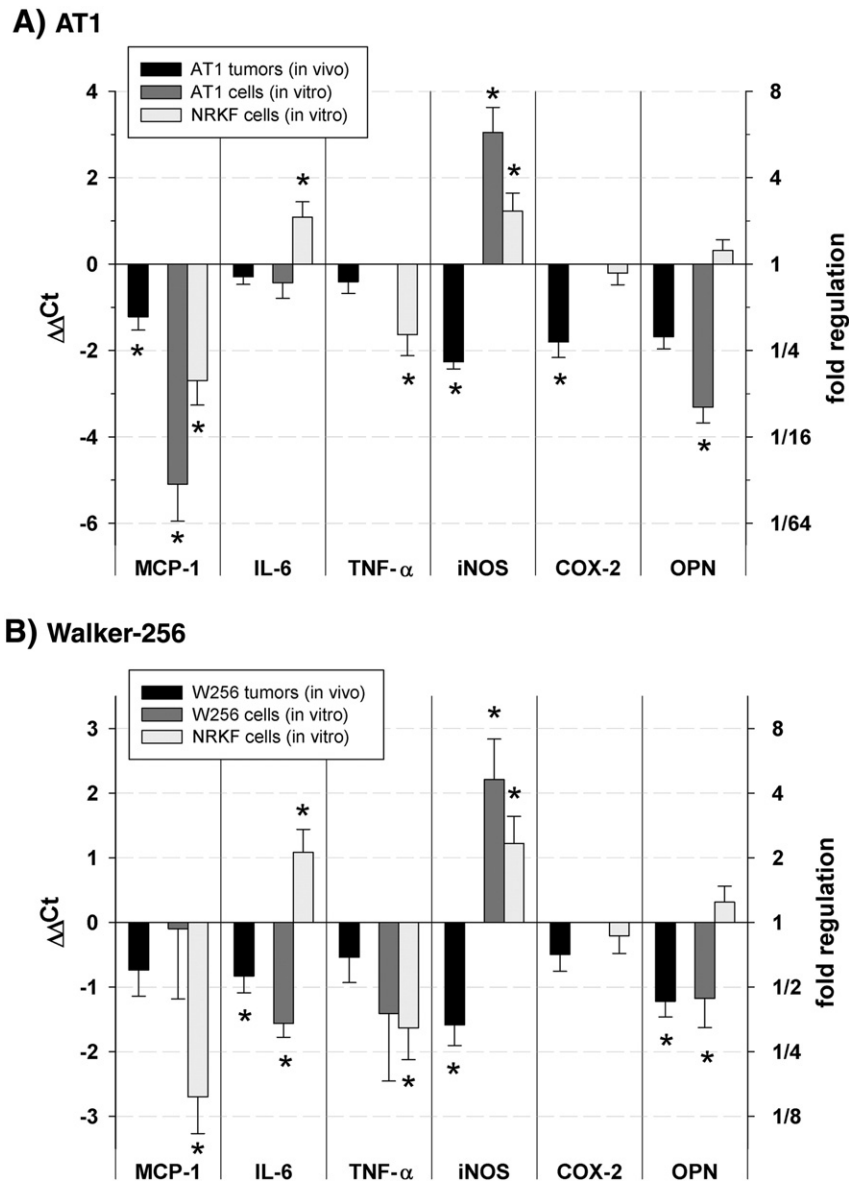 A) AT1
AT1 tumors (in vivo)
AT1 cells (in vitro)
NRKF cells (in vitro)
4
2
0
-2
-4
-6
ΔΔCt
8
4
1
1/4
1/16
1/64
fold regulation
* * * * * * * * * *
MCP-1 IL-6 TNF-α iNOS COX-2 OPN
B) Walker-256
W256 tumors (in vivo)
W256 cells (in vitro)
NRKF cells (in vitro)
3
2
1
0
-1
-2
-3
ΔΔCt
8
4
2
1
1/2
1/4
1/8
fold regulation
* * * * * * * * * *
MCP-1 IL-6 TNF-α iNOS COX-2 OPN